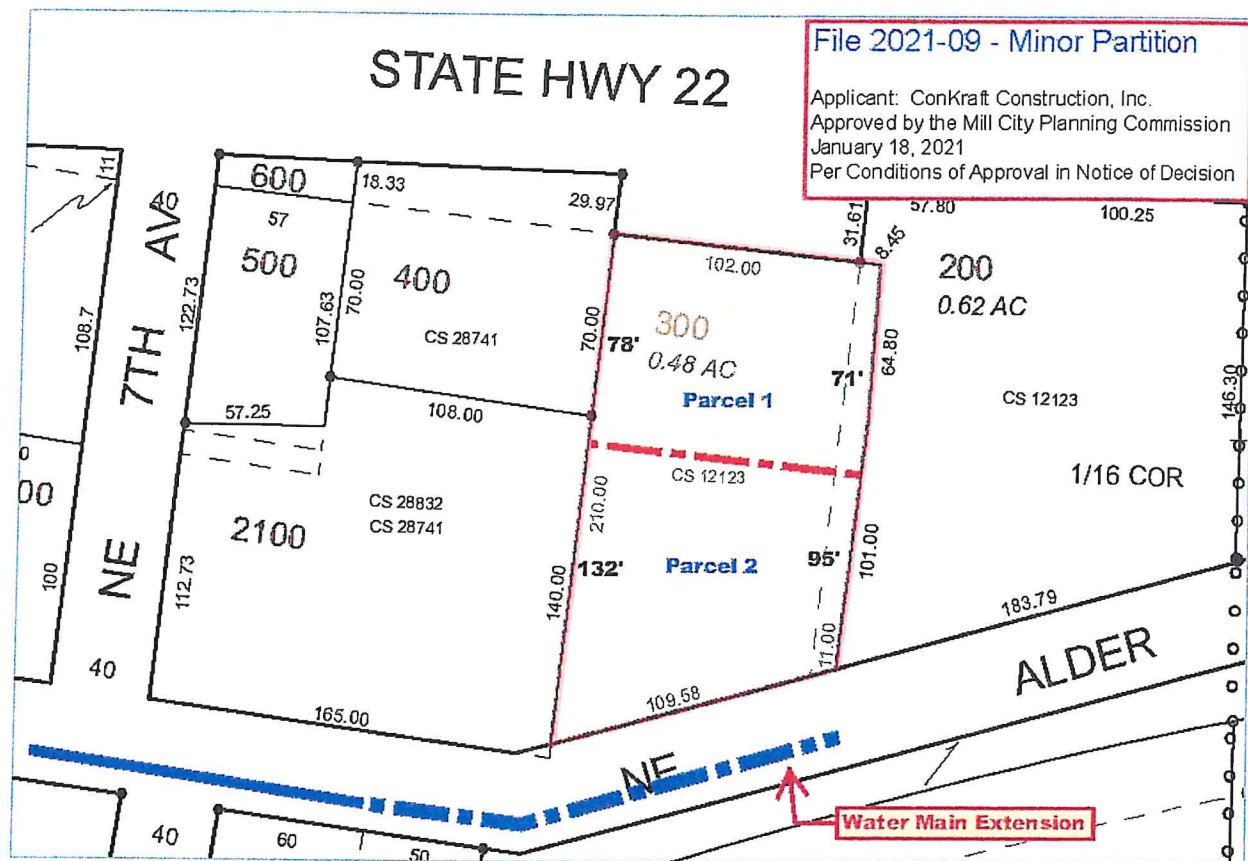 STATE HWY 22
File 2021-09 - Minor Partition
Applicant: ConKraft Construction, Inc.
Approved by the Mill City Planning Commission
January 18, 2021
Per Conditions of Approval in Notice of Decision
11
40
NE 7TH AV
108.7
100
40
00
600
18.33
29.97
57
500
122.73
107.63
70.00
400
CS 28741
57.25
108.00
70.00
31.61
8.45
57.80
100.25
102.00
300
0.48 AC
78'
71'
64.80
Parcel 1
200
0.62 AC
CS 12123
146.30
1/16 COR
CS 12123
210.00
CS 28832
CS 28741
2100
112.73
140.00
132'
Parcel 2
95'
101.00
11.00
183.79
109.58
165.00
NE
ALDER
Water Main Extension
40
60
50